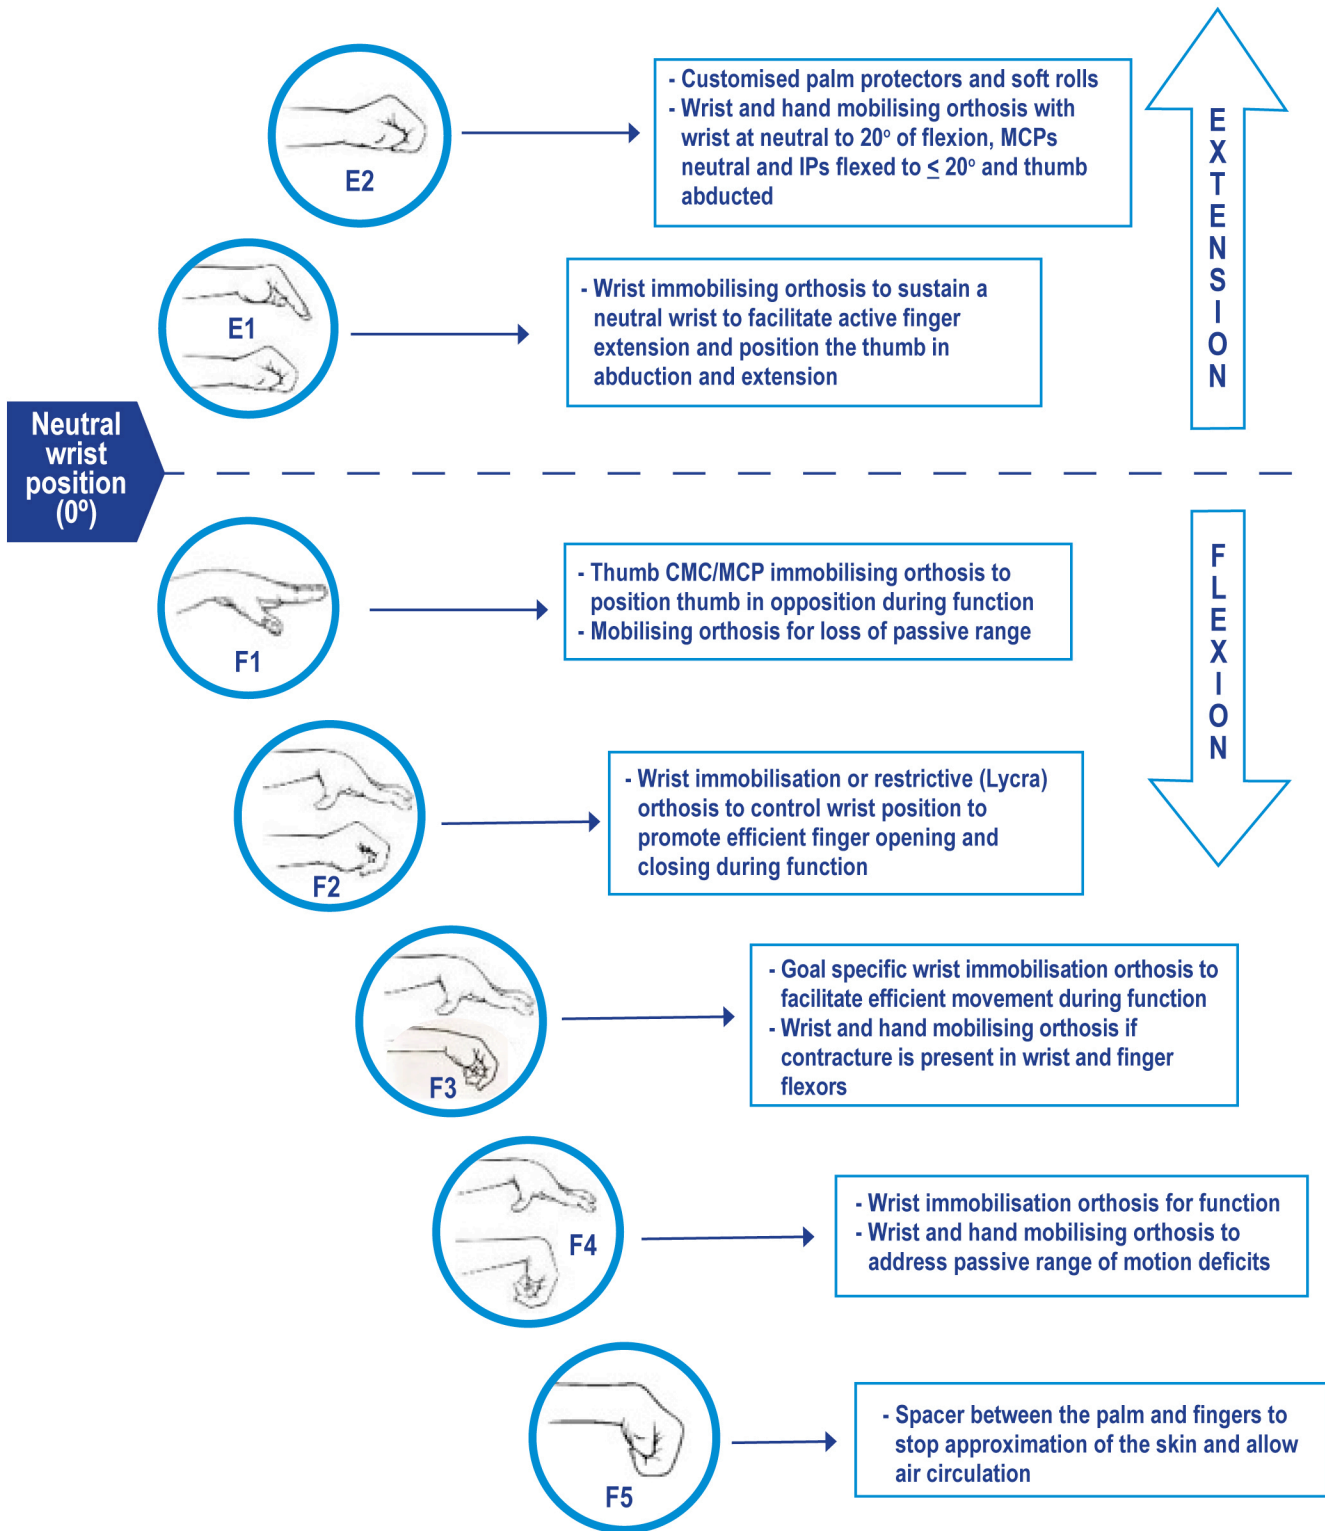 - Customised palm protectors and soft rolls
- Wrist and hand mobilising orthosis with
wrist at neutral to 20º of flexion, MCPs
neutral and IPs flexed to ≤ 20º and thumb
abducted
E2
EXTENSION
- Wrist immobilising orthosis to sustain a
neutral wrist to facilitate active finger
extension and position the thumb in
abduction and extension
E1
Neutral
wrist
position
(0º)
- Thumb CMC/MCP immobilising orthosis to
position thumb in opposition during function
- Mobilising orthosis for loss of passive range
F1
FLEXION
- Wrist immobilisation or restrictive (Lycra)
orthosis to control wrist position to
promote efficient finger opening and
closing during function
F2
- Goal specific wrist immobilisation orthosis to
facilitate efficient movement during function
- Wrist and hand mobilising orthosis if
contracture is present in wrist and finger
flexors
F3
- Wrist immobilisation orthosis for function
- Wrist and hand mobilising orthosis to
address passive range of motion deficits
F4
- Spacer between the palm and fingers to
stop approximation of the skin and allow
air circulation
F5